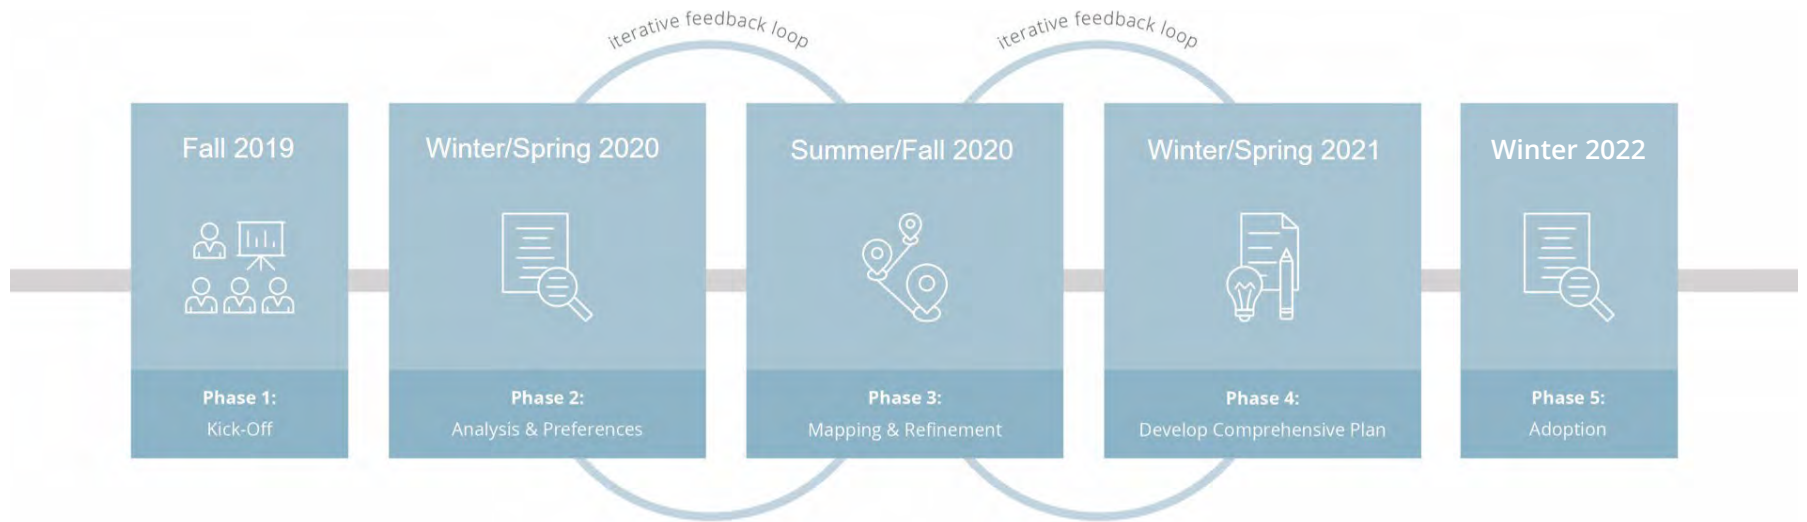 iterative feedback loop
iterative feedback loop
Fall 2019
Winter/Spring 2020
Summer/Fall 2020
Winter/Spring 2021
Winter 2022
Phase 1:
Kick-Off
Phase 2:
Analysis & Preferences
Phase 3:
Mapping & Refinement
Phase 4:
Develop Comprehensive Plan
Phase 5:
Adoption